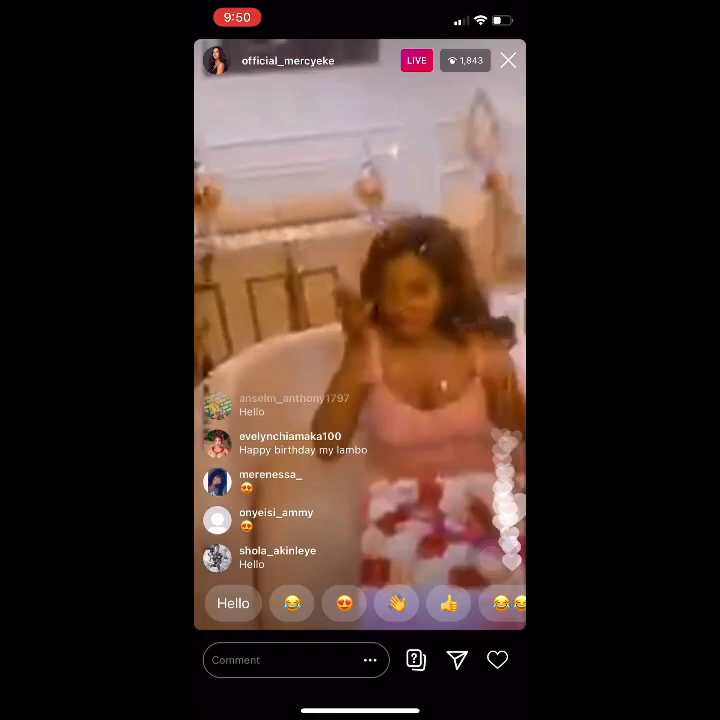 9:50
official_mercyeke
LIVE
1,843
anselm_anthony1797
Hello
evelynchiamaka100
Happy birthday my lambo
merenessa_
😍
onyeisi_ammy
😍
shola_akinleye
Hello
Hello 😂 😍 👋 👍 😂😂
Comment